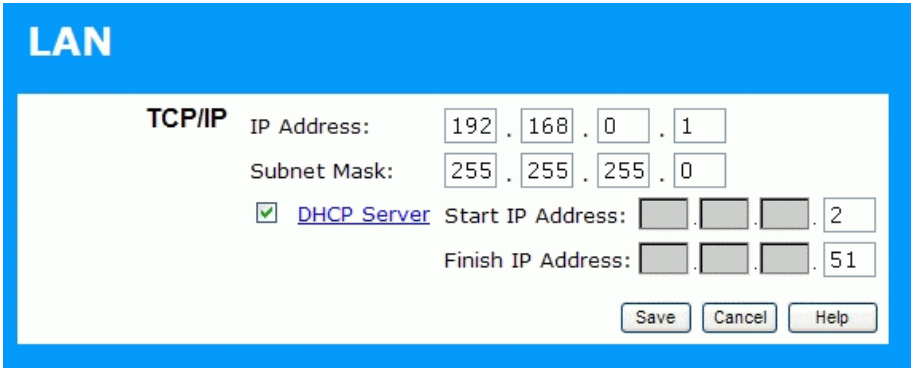 LAN
TCP/IP IP Address: 192 . 168 . 0 . 1
Subnet Mask: 255 . 255 . 255 . 0
DHCP Server Start IP Address: . . . 2
Finish IP Address: . . . 51
Save Cancel Help